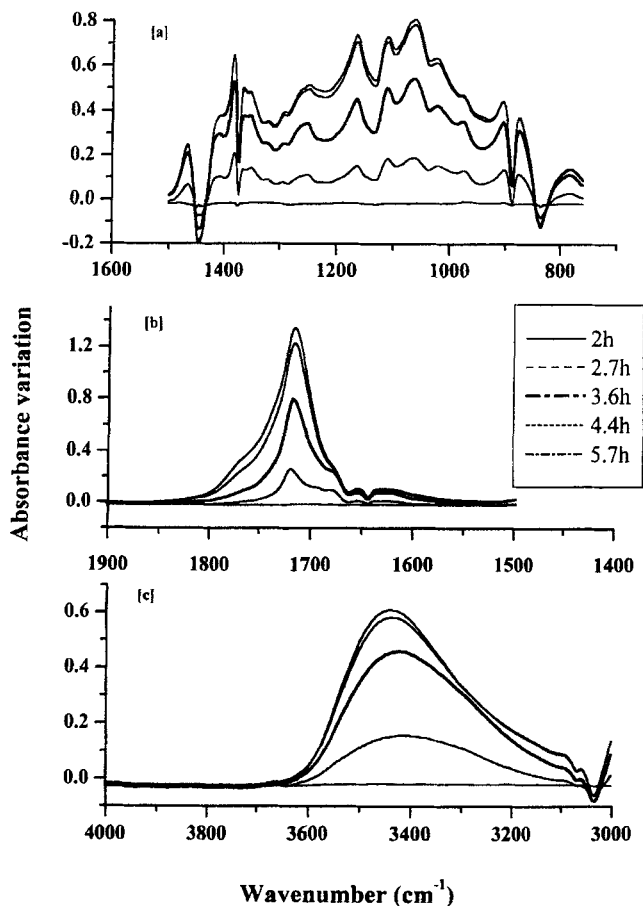 [a]
0.8
0.6
0.4
0.2
0.0
-0.2
1600 1400 1200 1000 800
[b]
1.2
0.8
0.4
0.0
1900 1800 1700 1600 1500 1400
2h
2.7h
3.6h
4.4h
5.7h
[c]
0.6
0.4
0.2
0.0
4000 3800 3600 3400 3200 3000
Absorbance variation
Wavenumber (cm⁻¹)